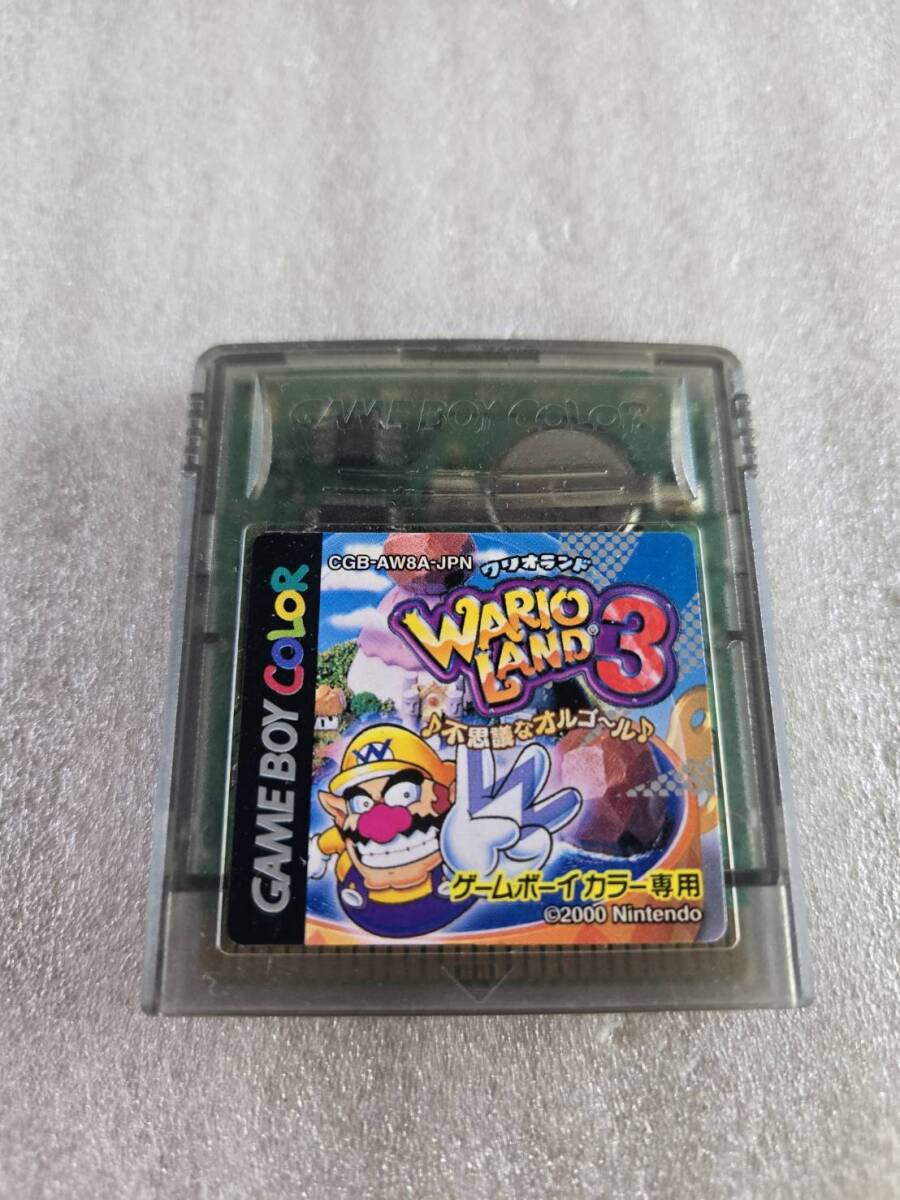 GAME BOY COLOR
CGB-AW8A-JPN
ワリオランド
WARIO
LAND® 3
♪不思議なオルゴ～ル♪
GAME BOY COLOR
W
ゲームボーイカラー専用
©2000 Nintendo